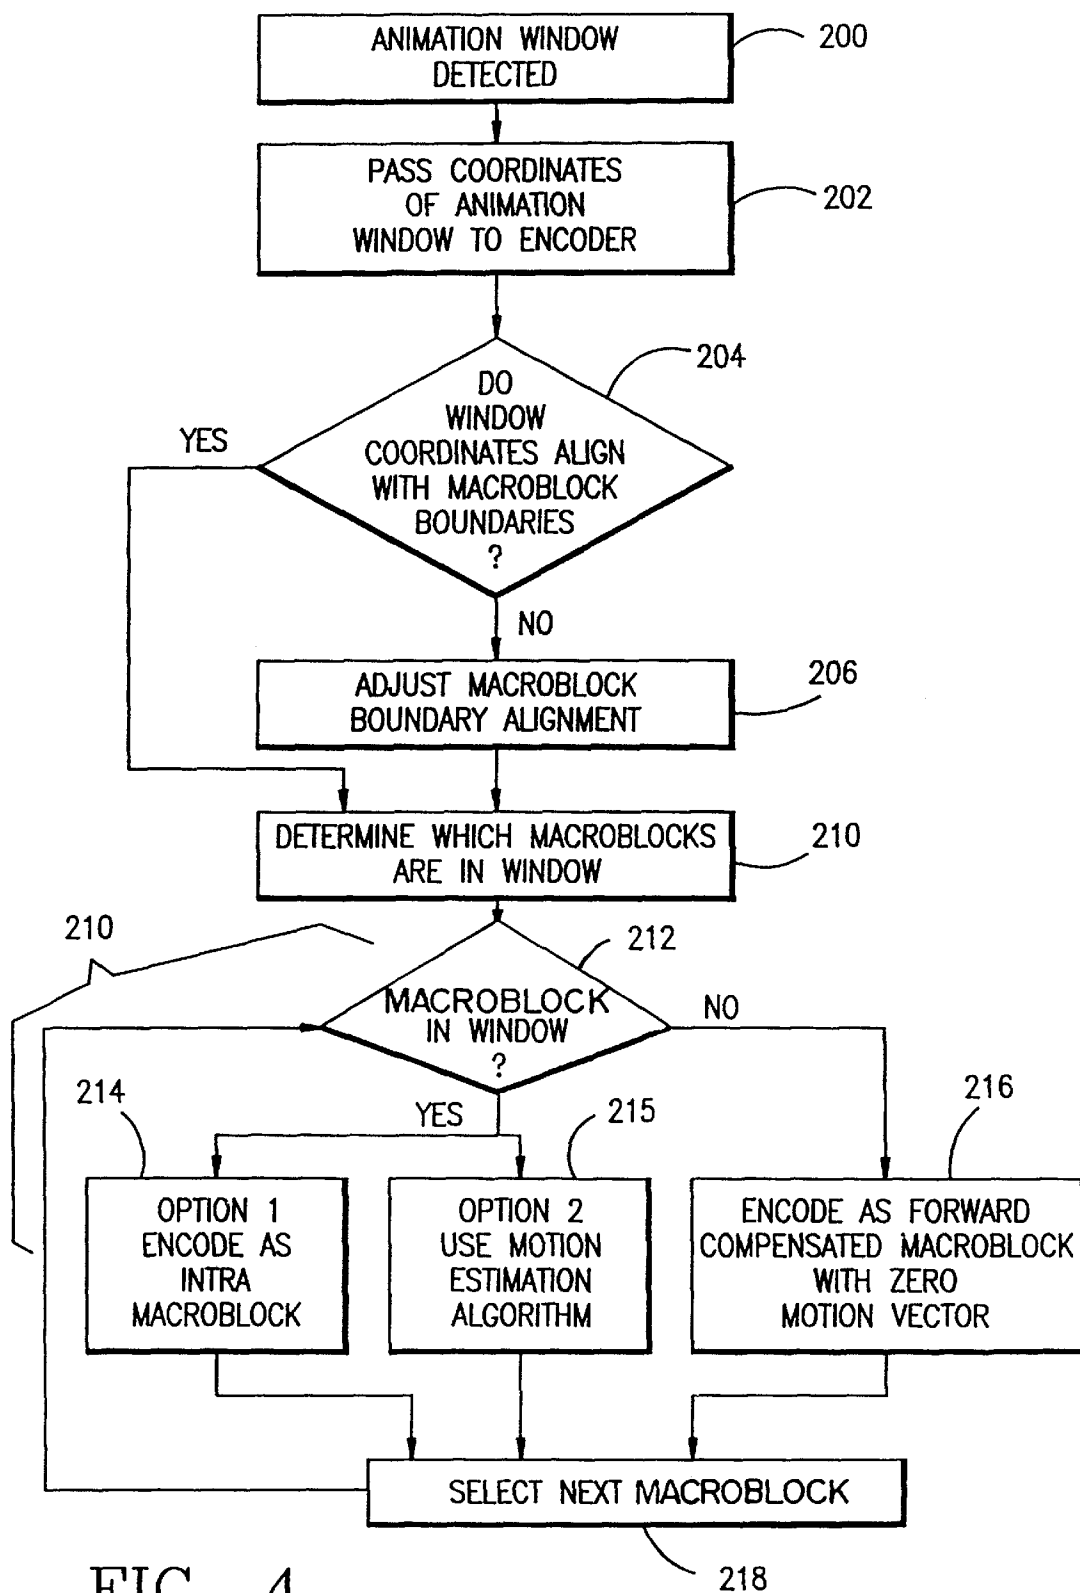 ANIMATION WINDOW
DETECTED
200
PASS COORDINATES
OF ANIMATION
WINDOW TO ENCODER
202
DO
WINDOW
COORDINATES ALIGN
WITH MACROBLOCK
BOUNDARIES
?
204
YES
NO
ADJUST MACROBLOCK
BOUNDARY ALIGNMENT
206
DETERMINE WHICH MACROBLOCKS
ARE IN WINDOW
210
210
MACROBLOCK
IN WINDOW
?
212
NO
YES
214
OPTION 1
ENCODE AS
INTRA
MACROBLOCK
215
OPTION 2
USE MOTION
ESTIMATION
ALGORITHM
216
ENCODE AS FORWARD
COMPENSATED MACROBLOCK
WITH ZERO
MOTION VECTOR
SELECT NEXT MACROBLOCK
218
FIG. 4